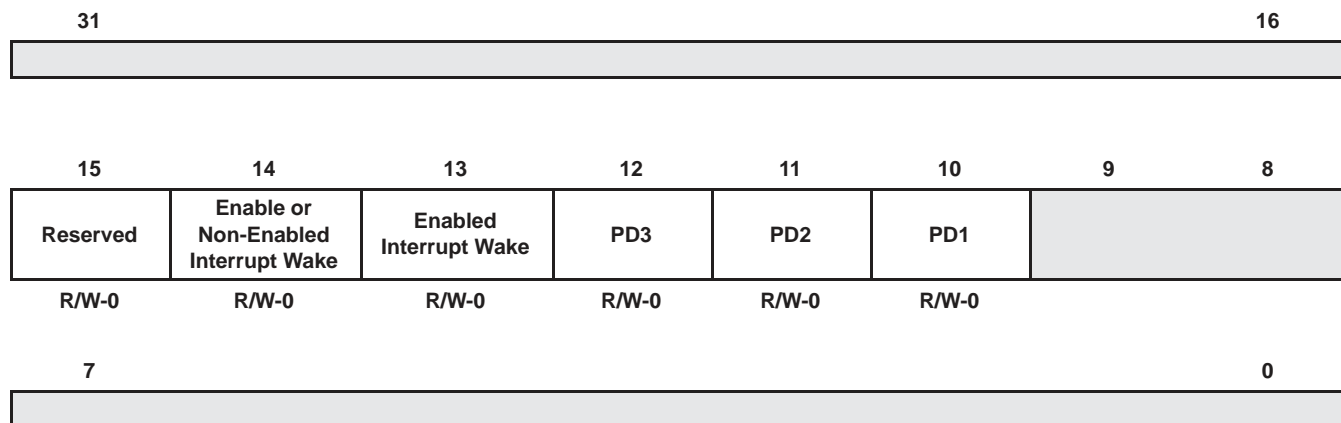 31 16
15 14 13 12 11 10 9 8
Reserved
Enable or
Non-Enabled
Interrupt Wake
Enabled
Interrupt Wake
PD3
PD2
PD1
R/W-0 R/W-0 R/W-0 R/W-0 R/W-0 R/W-0
7 0